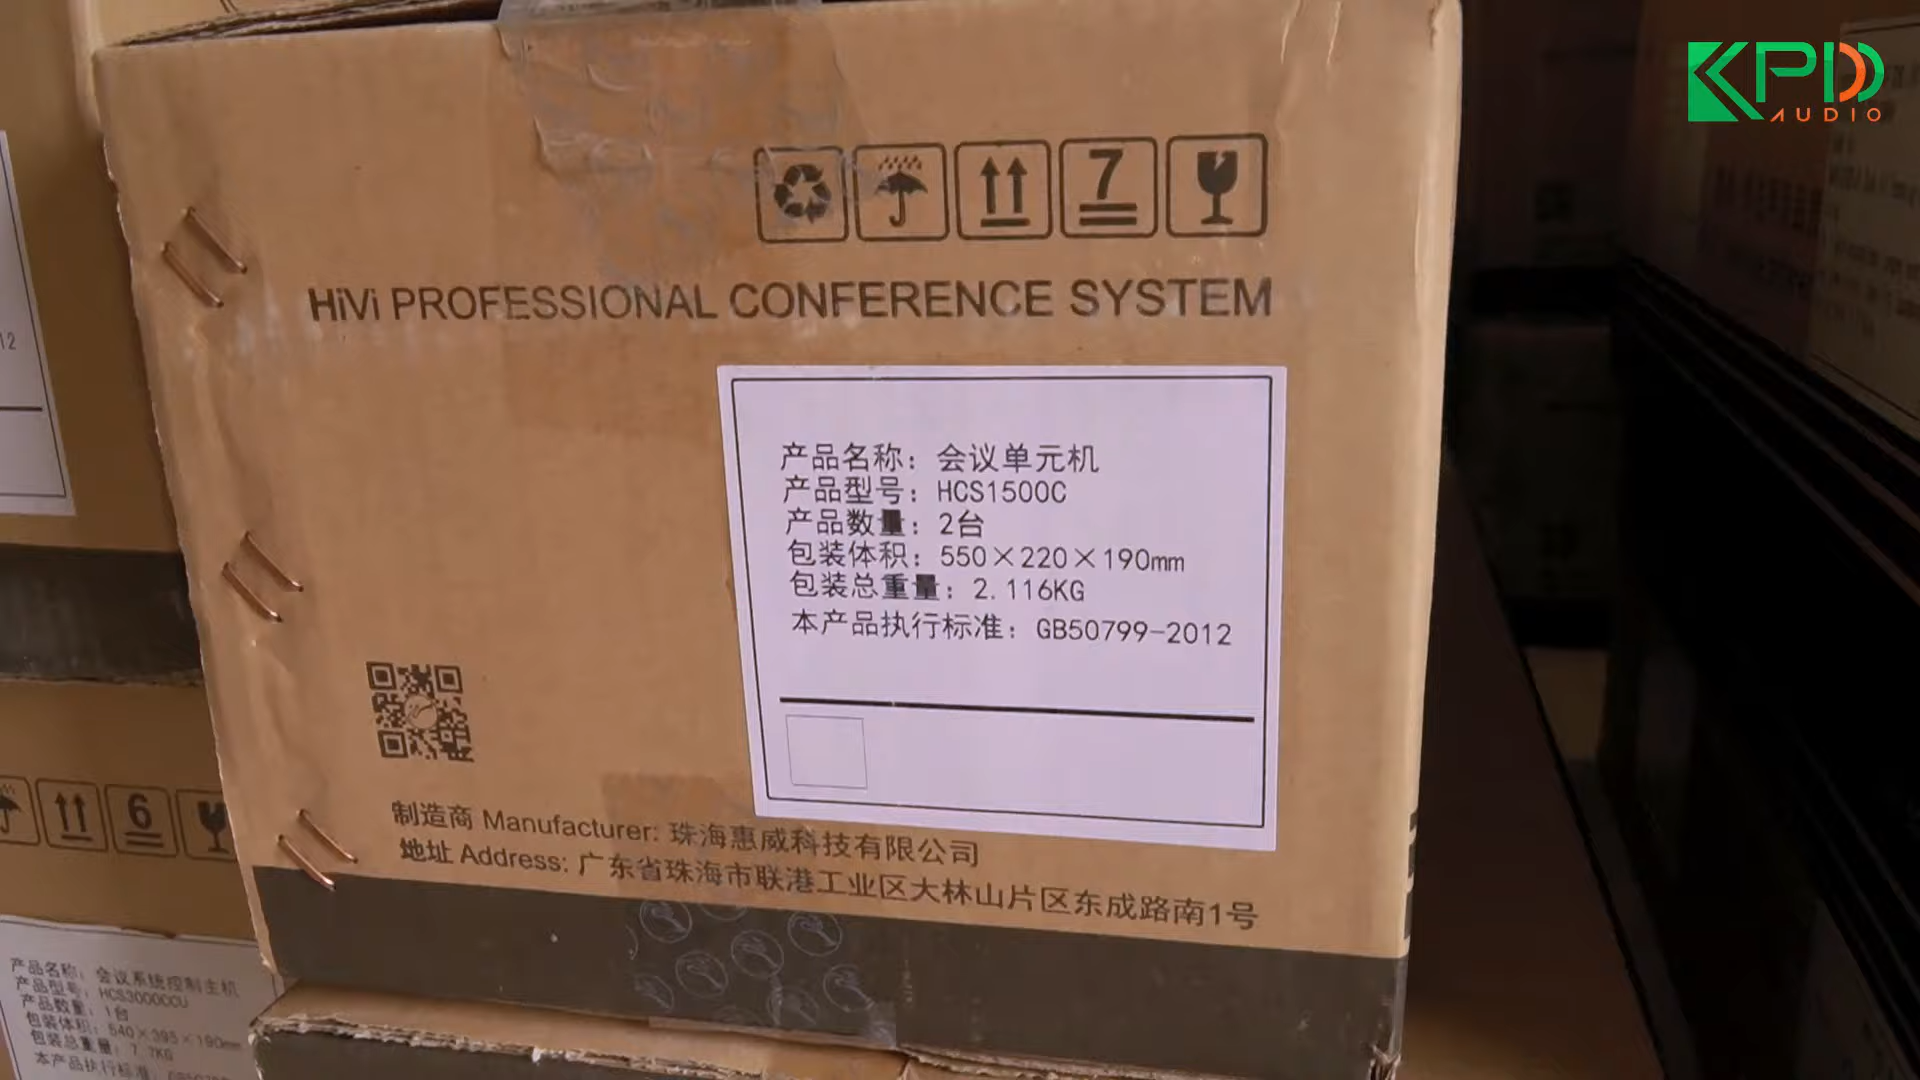 KPD
AUDIO
7
HiVi PROFESSIONAL CONFERENCE SYSTEM
12
产品名称：会议单元机
产品型号：HCS1500C
产品数量：2台
包装体积：550×220×190mm
包装总重量：2.116KG
本产品执行标准：GB50799-2012
制造商 Manufacturer: 珠海惠威科技有限公司
地址 Address: 广东省珠海市联港工业区大林山片区东成路南1号
6
产品名称：会议系统控制主机
产品型号：HCS3000CCU
产品数量：1台
包装体积：540×395×190mm
包装总重量：7.7KG
本产品执行标准：